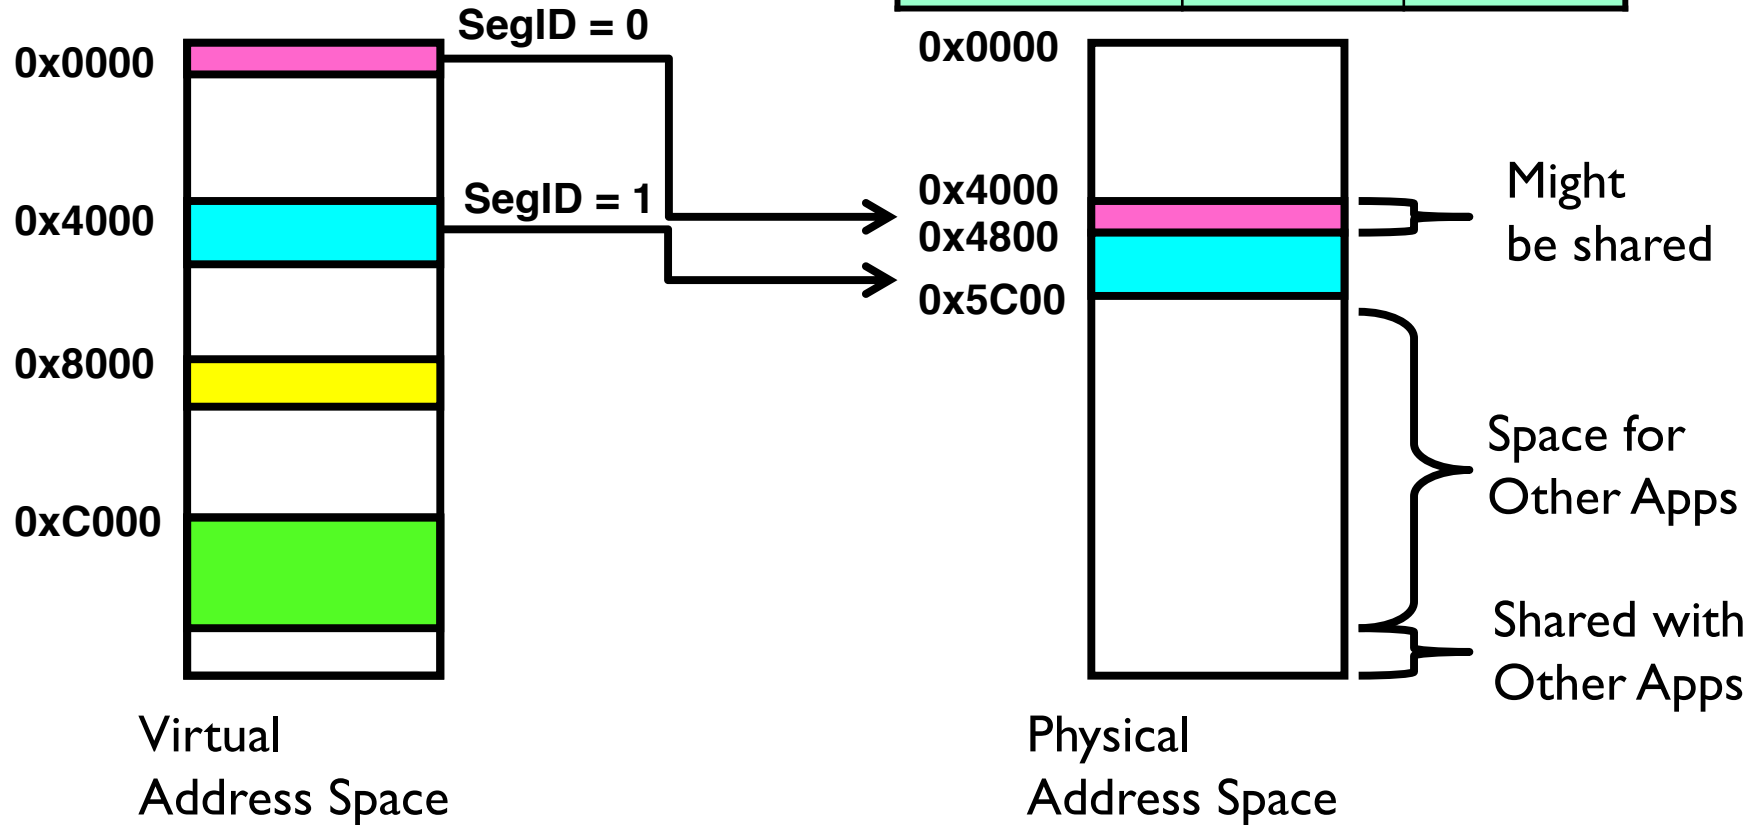 SegID = 0
0x0000
SegID = 1
0x4000
0x8000
0xC000
Virtual
Address Space
0x0000
0x4000
0x4800
0x5C00
Might
be shared
Space for
Other Apps
Shared with
Other Apps
Physical
Address Space